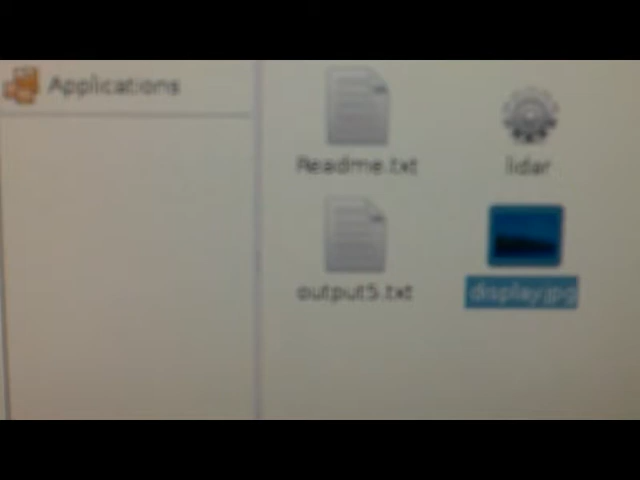 Applications
Readme.txt
lidar
output5.txt
display.jpg